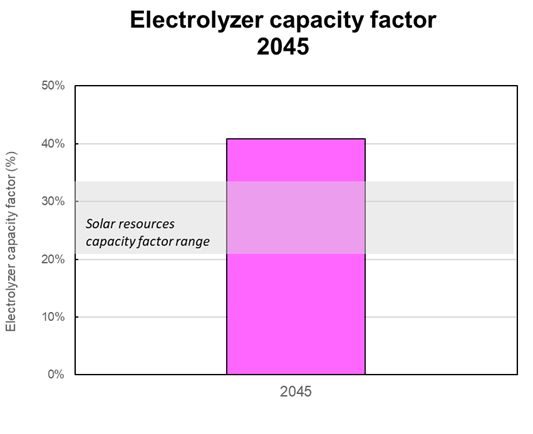 Electrolyzer capacity factor
2045
Electrolyzer capacity factor (%)
50%
40%
30%
20%
10%
0%
Solar resources
capacity factor range
2045